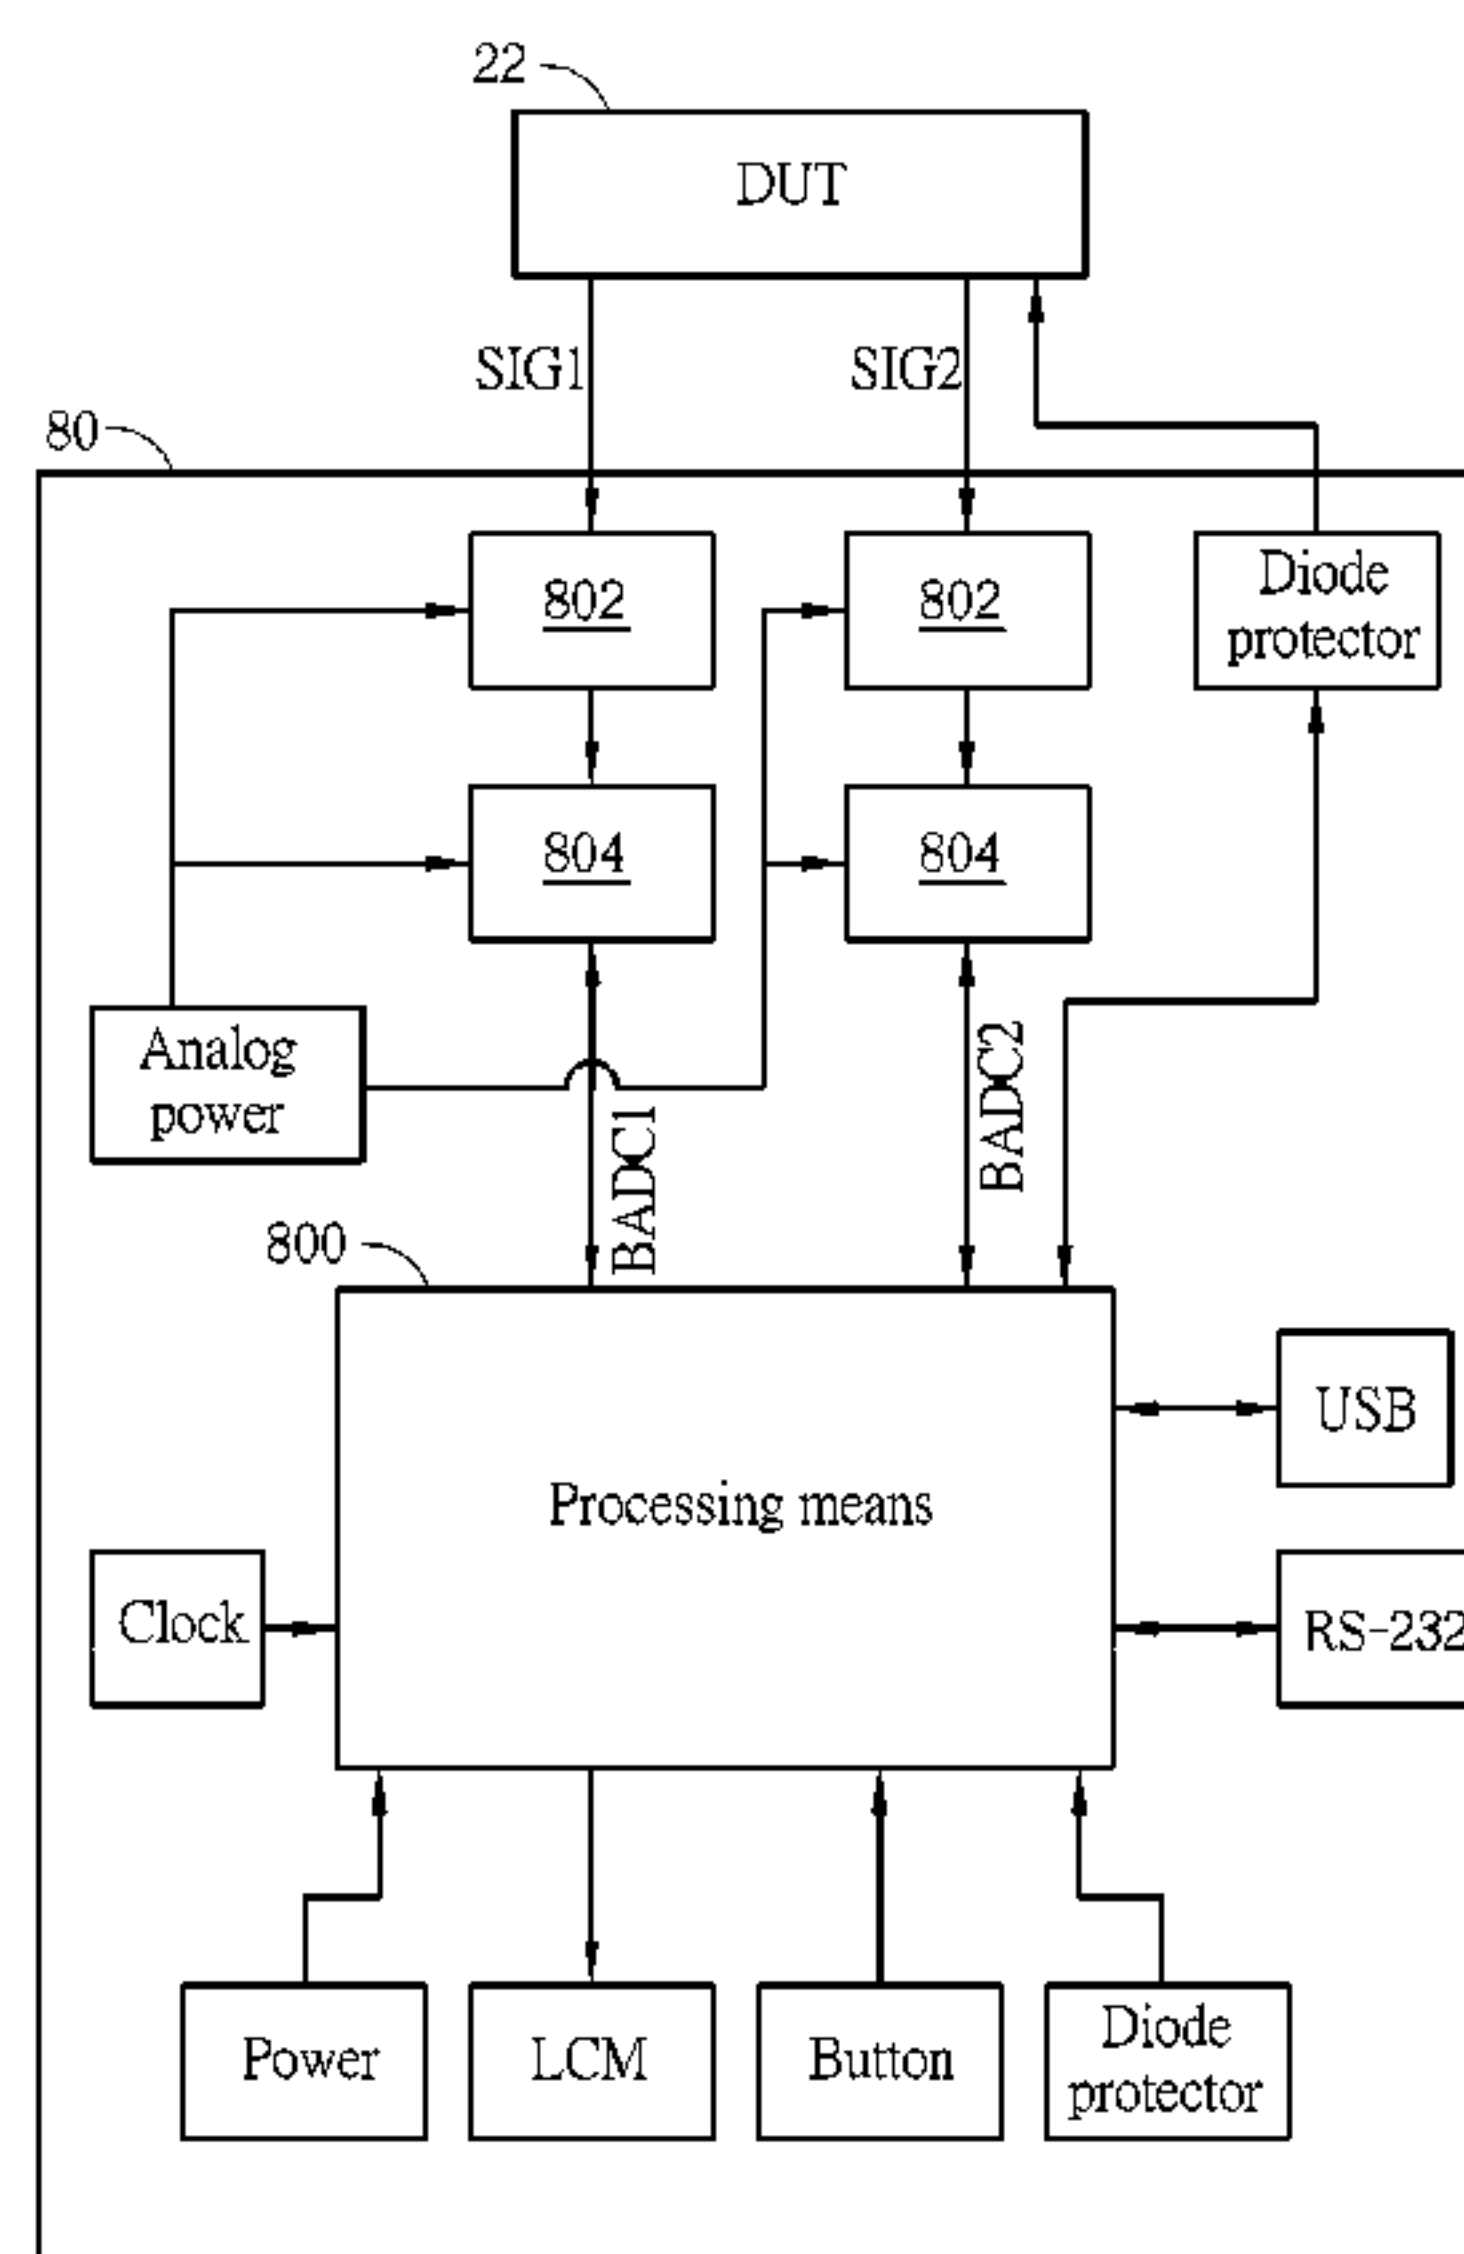 22
DUT
SIG1
SIG2
80
802
802
Diode
protector
804
804
Analog
power
BADC1
BADC2
800
Processing means
USB
Clock
RS-232
Power
LCM
Button
Diode
protector